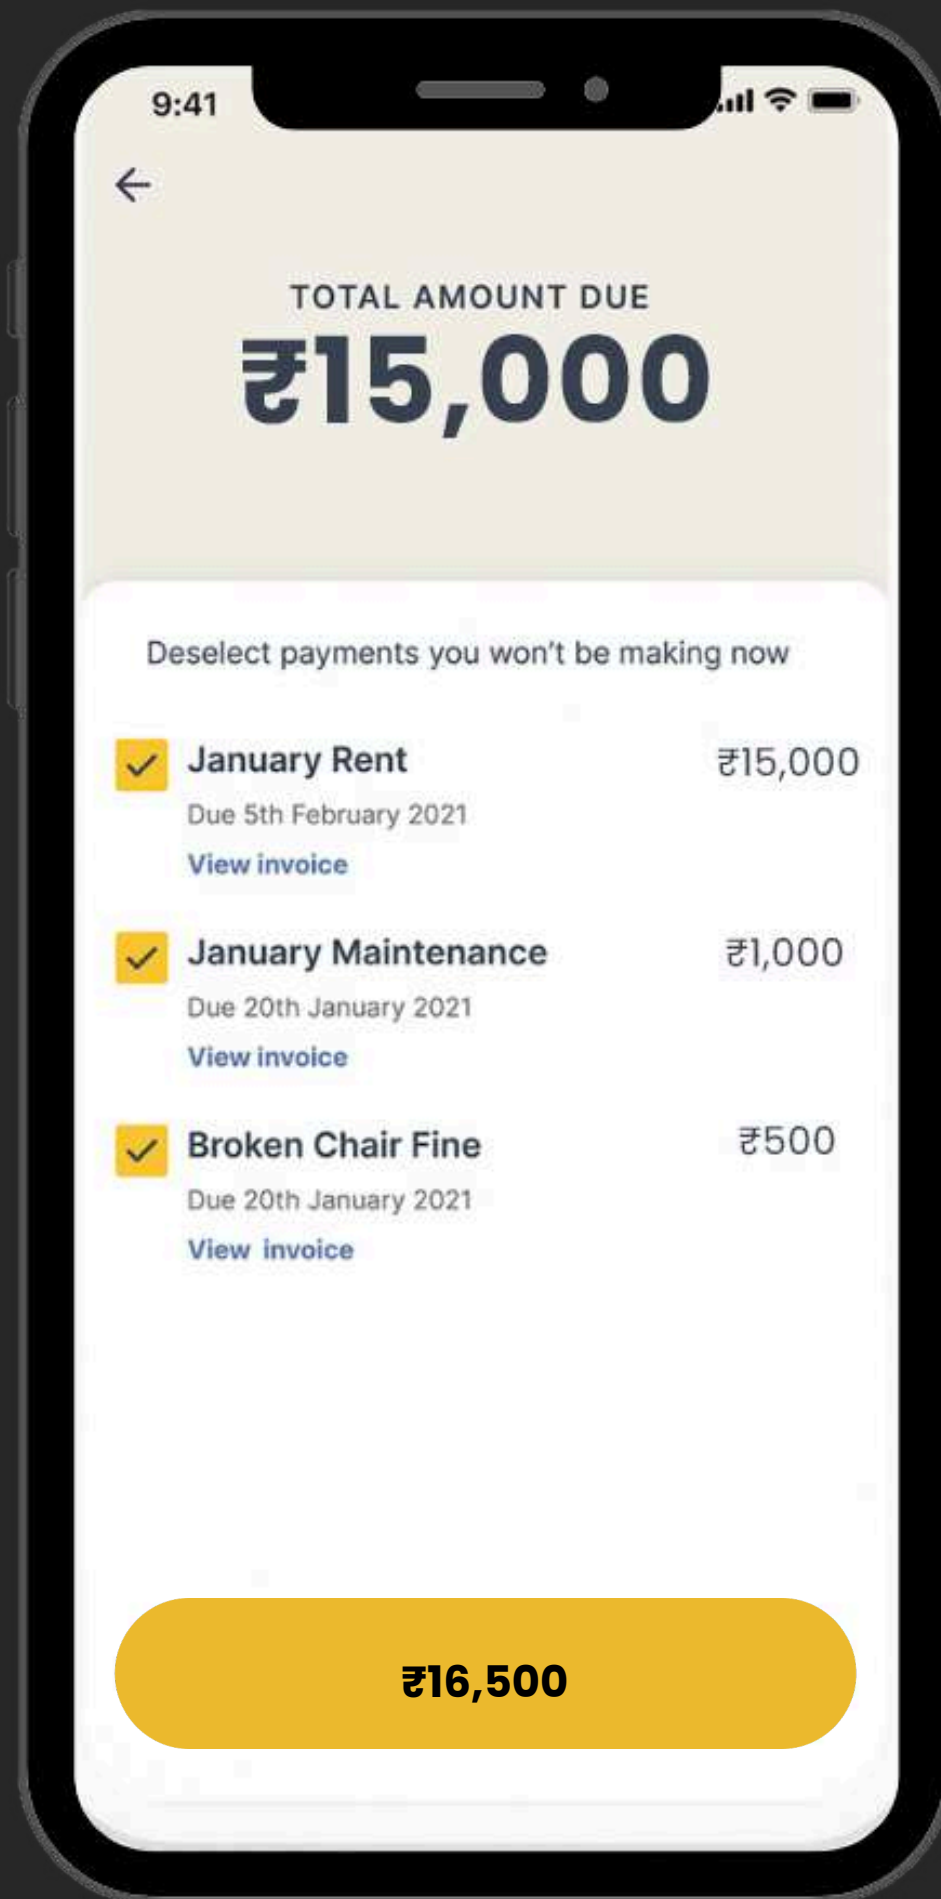 9:41
TOTAL AMOUNT DUE
₹15,000
Deselect payments you won't be making now
January Rent ₹15,000
Due 5th February 2021
View invoice
January Maintenance ₹1,000
Due 20th January 2021
View invoice
Broken Chair Fine ₹500
Due 20th January 2021
View invoice
₹16,500